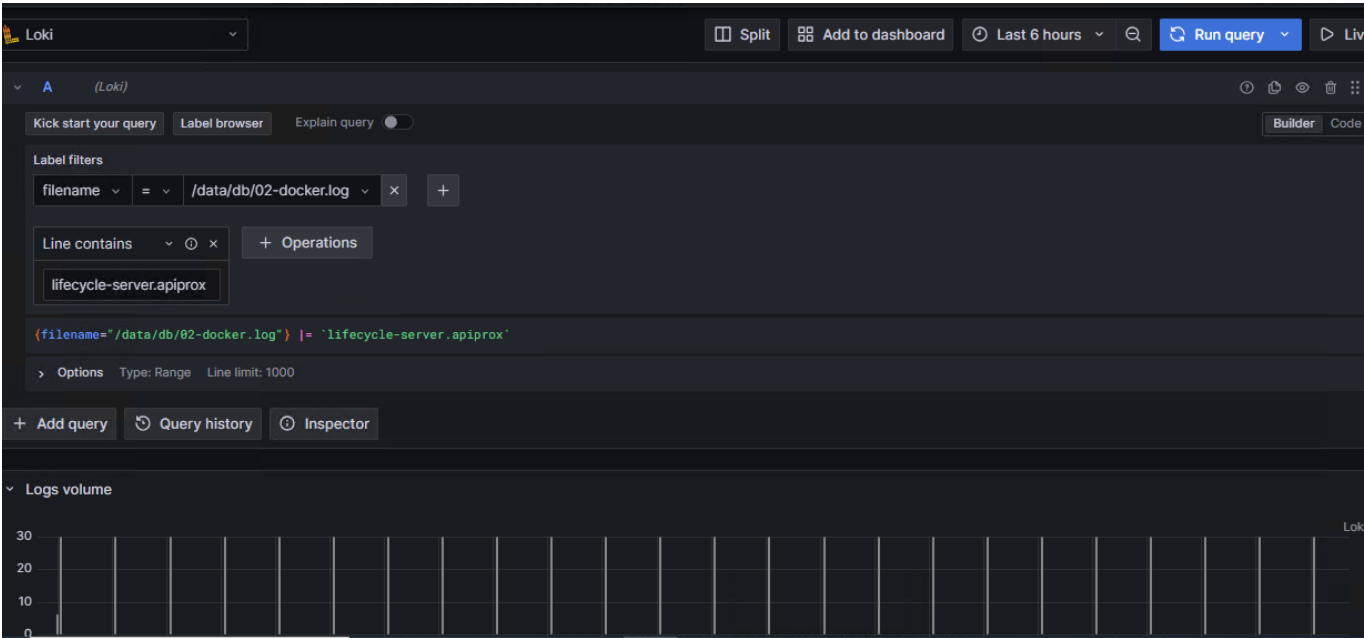 Loki
Split
Add to dashboard
Last 6 hours
Run query
Liv
A (Loki)
Kick start your query
Label browser
Explain query
Builder
Code
Label filters
filename
=
/data/db/02-docker.log
Line contains
+ Operations
lifecycle-server.apiprox
{filename="/data/db/02-docker.log"} |= `lifecycle-server.apiprox`
Options Type: Range Line limit: 1000
+ Add query
Query history
Inspector
Logs volume
Lok
30
20
10
0